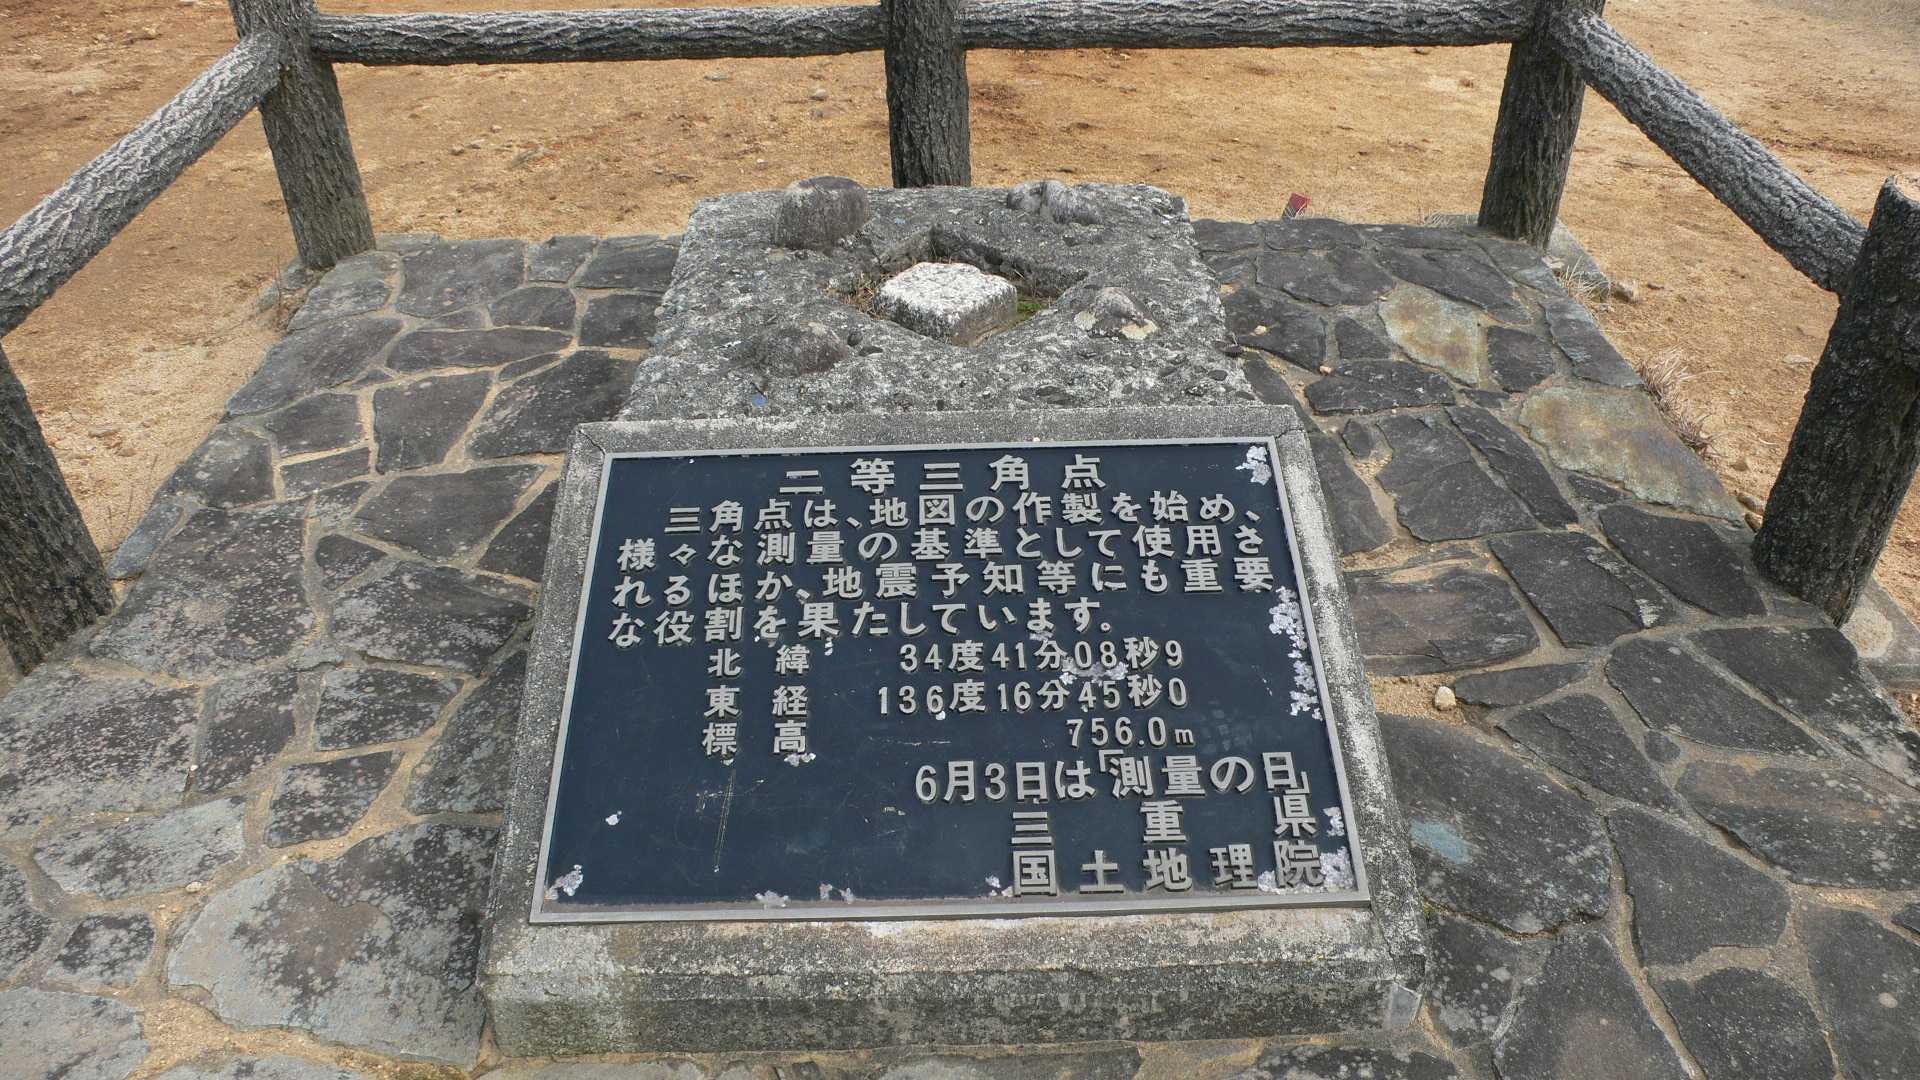 二等三角点
三角点は、地図の作製を始め、
様々な測量の基準として使用さ
れるほか、地震予知等にも重要
な役割を果たしています。
北緯 34度41分08秒9
東経 136度16分45秒0
標高 756.0m
6月3日は「測量の日」
三重県
国土地理院